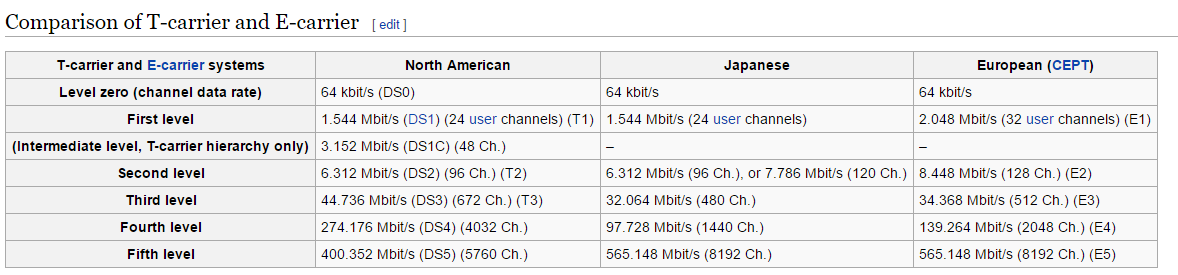 Comparison of T-carrier and E-carrier [ edit ]
T-carrier and E-carrier systems North American Japanese European (CEPT)
Level zero (channel data rate) 64 kbit/s (DS0) 64 kbit/s 64 kbit/s
First level 1.544 Mbit/s (DS1) (24 user channels) (T1) 1.544 Mbit/s (24 user channels) 2.048 Mbit/s (32 user channels) (E1)
(Intermediate level, T-carrier hierarchy only) 3.152 Mbit/s (DS1C) (48 Ch.) – –
Second level 6.312 Mbit/s (DS2) (96 Ch.) (T2) 6.312 Mbit/s (96 Ch.), or 7.786 Mbit/s (120 Ch.) 8.448 Mbit/s (128 Ch.) (E2)
Third level 44.736 Mbit/s (DS3) (672 Ch.) (T3) 32.064 Mbit/s (480 Ch.) 34.368 Mbit/s (512 Ch.) (E3)
Fourth level 274.176 Mbit/s (DS4) (4032 Ch.) 97.728 Mbit/s (1440 Ch.) 139.264 Mbit/s (2048 Ch.) (E4)
Fifth level 400.352 Mbit/s (DS5) (5760 Ch.) 565.148 Mbit/s (8192 Ch.) 565.148 Mbit/s (8192 Ch.) (E5)